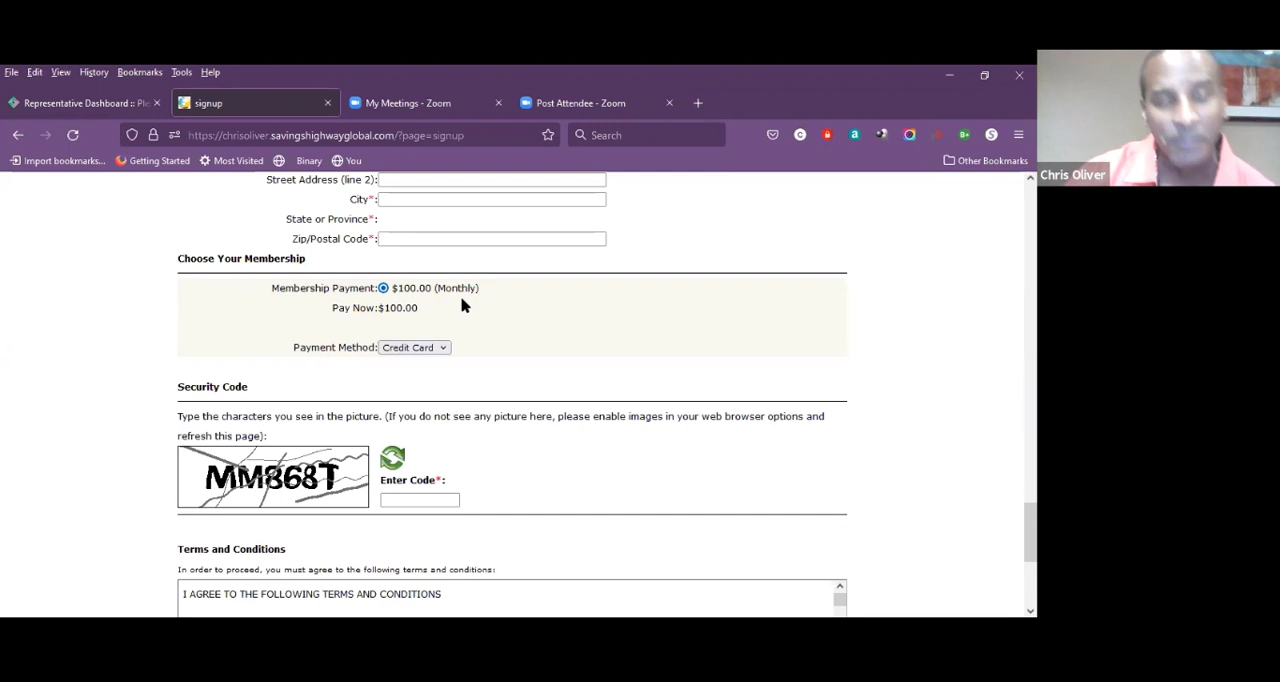 File Edit View History Bookmarks Tools Help
Representative Dashboard :: Ple
signup
My Meetings - Zoom
Post Attendee - Zoom
https://chrisoliver.savingshighwayglobal.com/?page=signup
Search
Import bookmarks... Getting Started Most Visited Binary You Other Bookmarks
Chris Oliver
Street Address (line 2):
City*:
State or Province*:
Zip/Postal Code*:
Choose Your Membership
Membership Payment: $100.00 (Monthly)
Pay Now: $100.00
Payment Method: Credit Card
Security Code
Type the characters you see in the picture. (If you do not see any picture here, please enable images in your web browser options and
refresh this page):
MM868T
Enter Code*:
Terms and Conditions
In order to proceed, you must agree to the following terms and conditions:
I AGREE TO THE FOLLOWING TERMS AND CONDITIONS